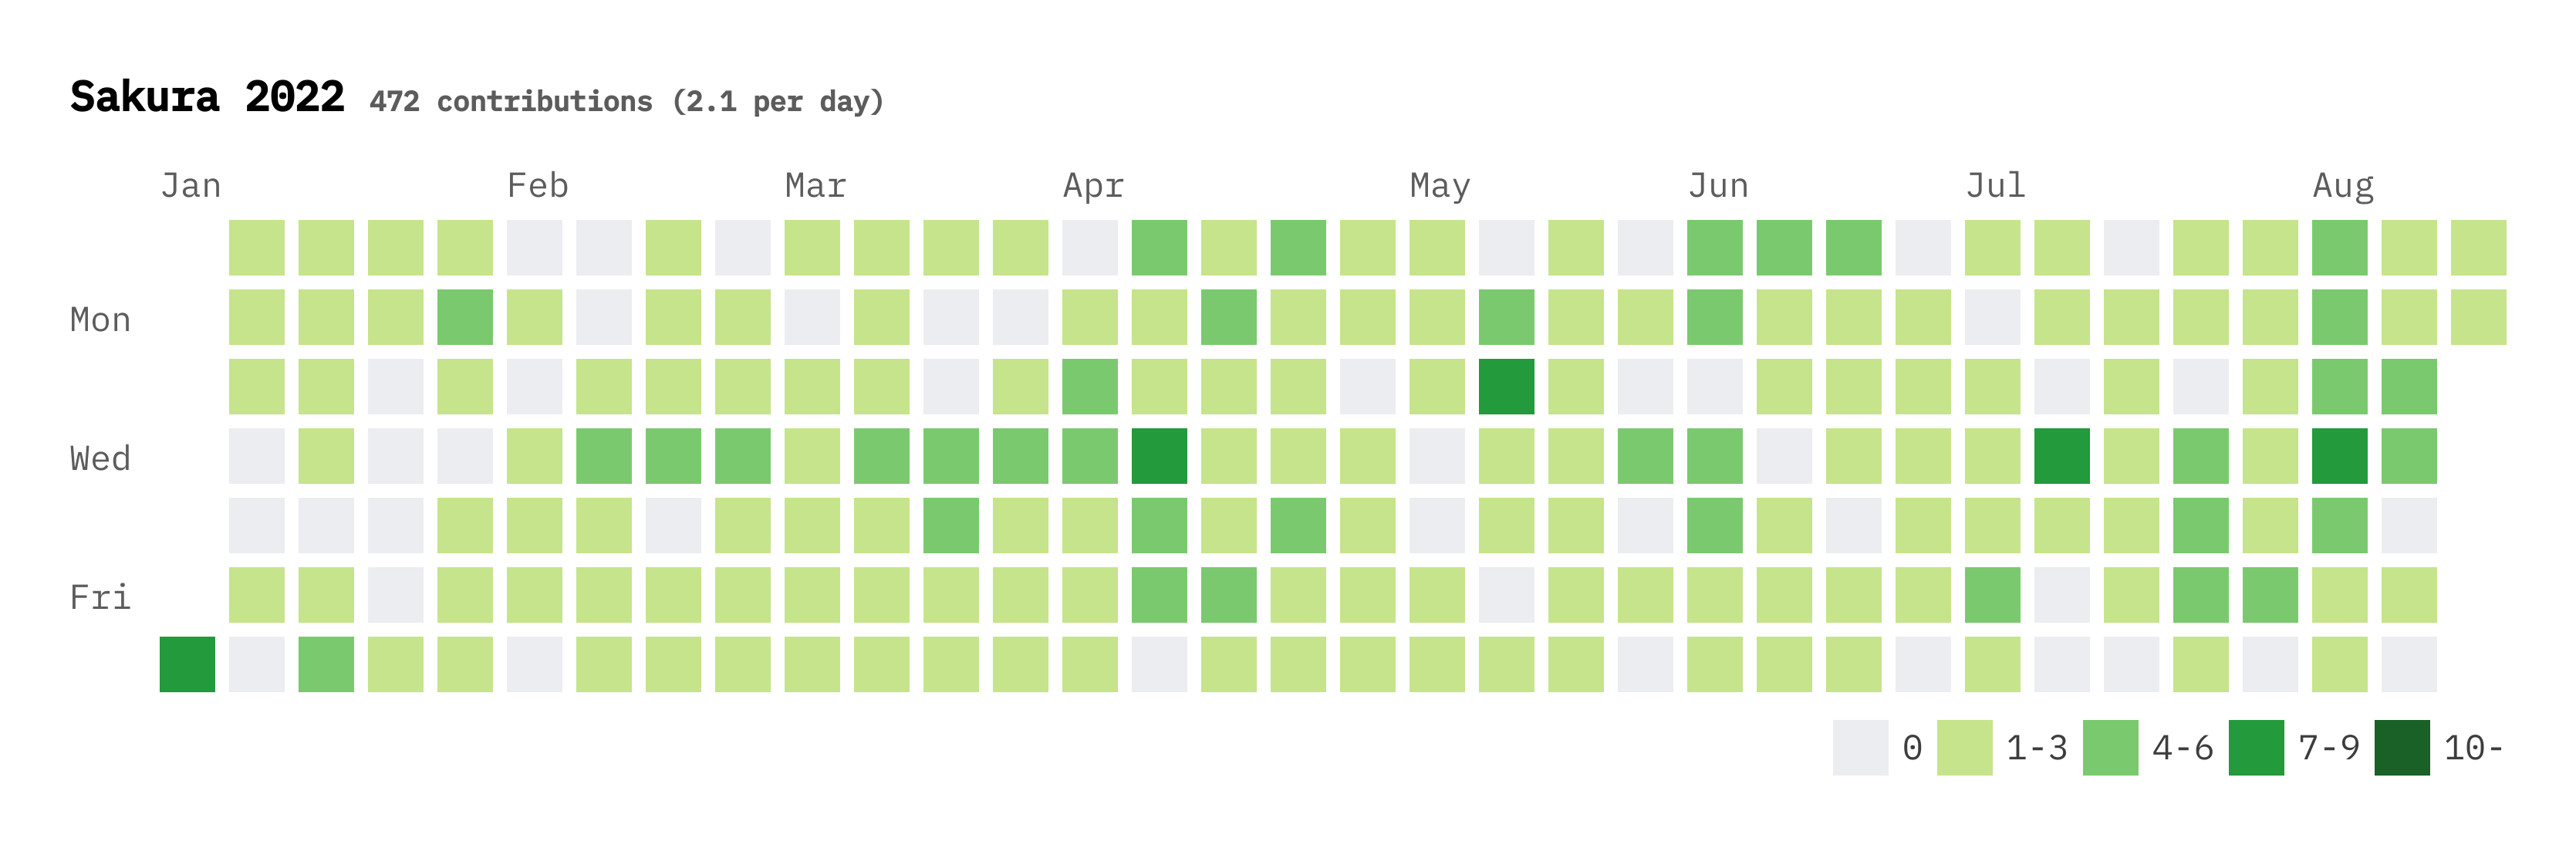 Sakura 2022 472 contributions (2.1 per day)
Jan Feb Mar Apr May Jun Jul Aug
Mon
Wed
Fri
0 1-3 4-6 7-9 10-